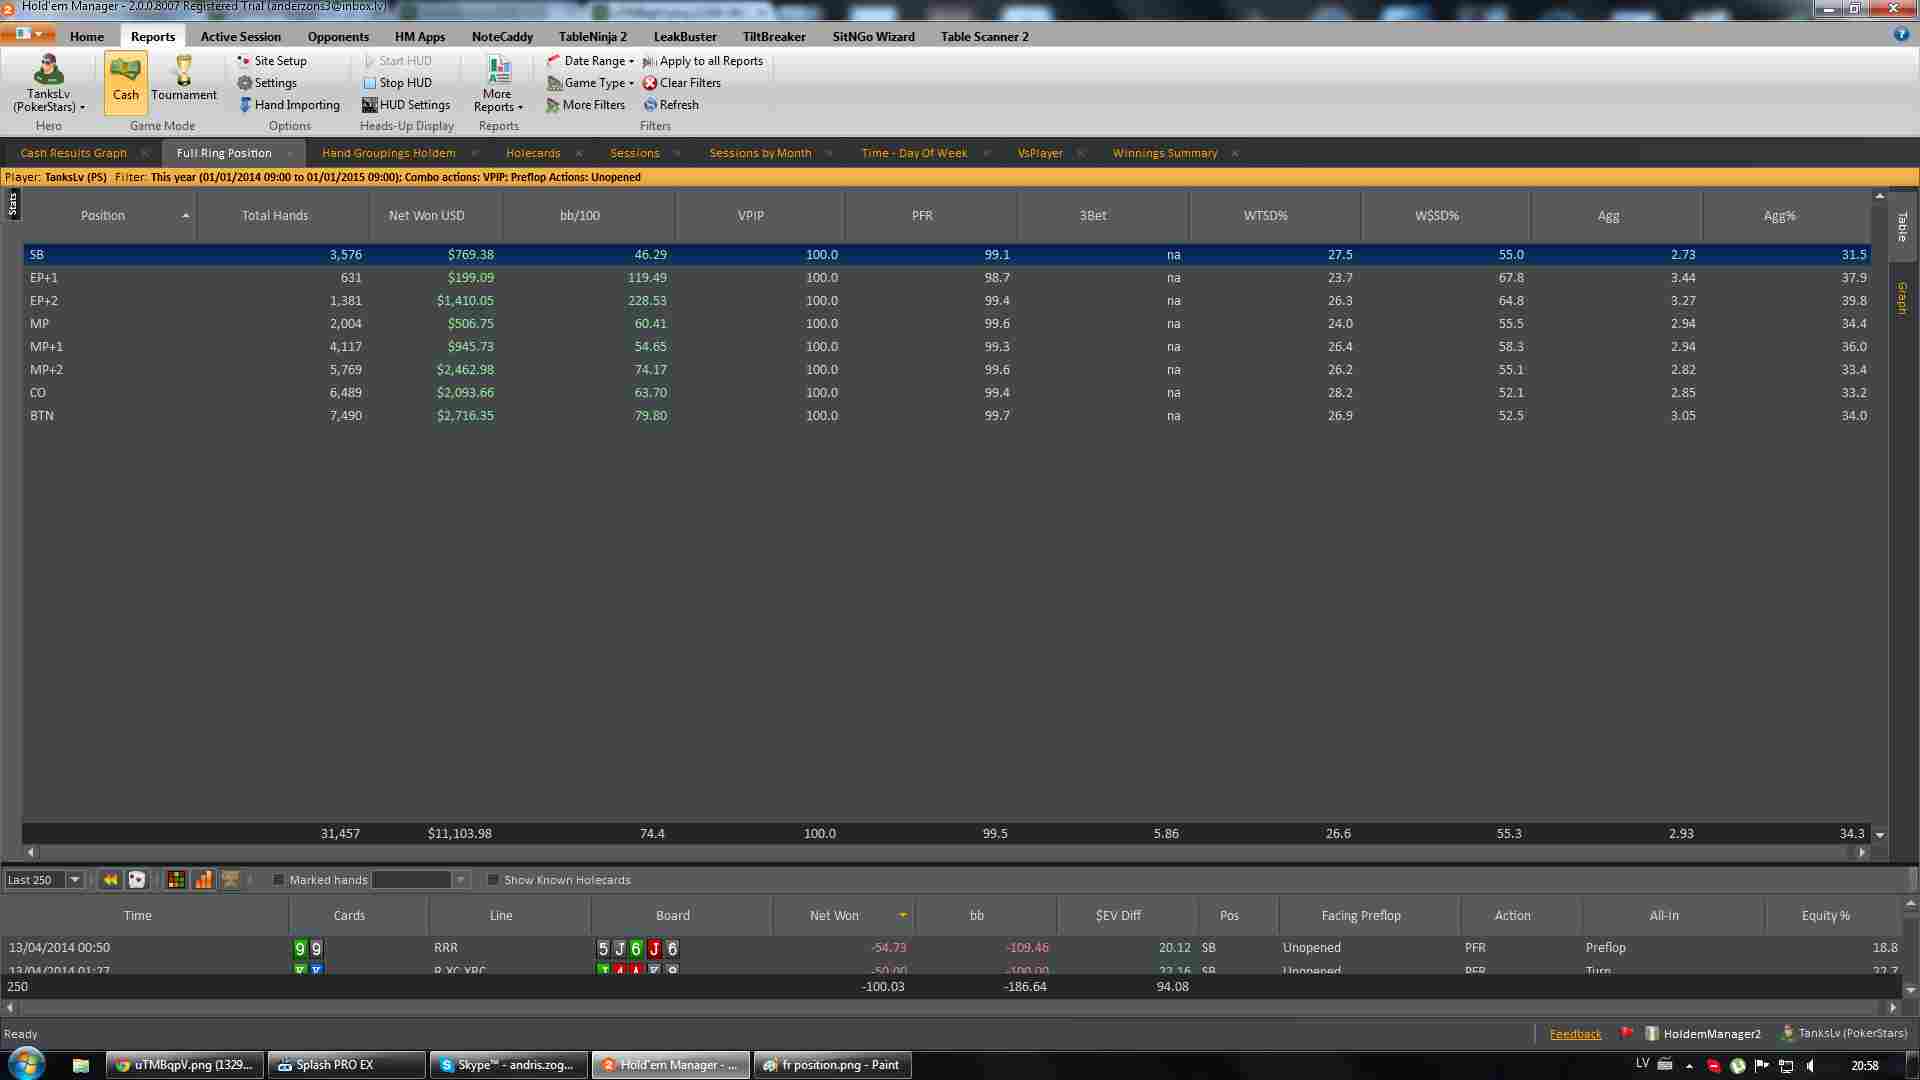 Hold'em Manager - 2.0.0.8007 Registered Trial (anderzons3@inbox.lv)
Home Reports Active Session Opponents HM Apps NoteCaddy TableNinja 2 LeakBuster TiltBreaker SitNGo Wizard Table Scanner 2
Site Setup Start HUD Date Range Apply to all Reports
Settings Stop HUD Game Type Clear Filters
TanksLv (PokerStars) Cash Tournament Hand Importing HUD Settings More Reports More Filters Refresh
Hero Game Mode Options Heads-Up Display Reports Filters
Cash Results Graph Full Ring Position Hand Groupings Holdem Holecards Sessions Sessions by Month Time - Day Of Week VsPlayer Winnings Summary
Player: TanksLv (PS) Filter: This year (01/01/2014 09:00 to 01/01/2015 09:00); Combo actions: VPIP; Preflop Actions: Unopened
Stats
Position Total Hands Net Won USD bb/100 VPIP PFR 3Bet WTSD% W$SD% Agg Agg%
Table
SB 3,576 $769.38 46.29 100.0 99.1 na 27.5 55.0 2.73 31.5
EP+1 631 $199.09 119.49 100.0 98.7 na 23.7 67.8 3.44 37.9
EP+2 1,381 $1,410.05 228.53 100.0 99.4 na 26.3 64.8 3.27 39.8
Graph
MP 2,004 $506.75 60.41 100.0 99.6 na 24.0 55.5 2.94 34.4
MP+1 4,117 $945.73 54.65 100.0 99.3 na 26.4 58.3 2.94 36.0
MP+2 5,769 $2,462.98 74.17 100.0 99.6 na 26.2 55.1 2.82 33.4
CO 6,489 $2,093.66 63.70 100.0 99.4 na 28.2 52.1 2.85 33.2
BTN 7,490 $2,716.35 79.80 100.0 99.7 na 26.9 52.5 3.05 34.0
31,457 $11,103.98 74.4 100.0 99.5 5.86 26.6 55.3 2.93 34.3
Last 250 Marked hands Show Known Holecards
Time Cards Line Board Net Won bb $EV Diff Pos Facing Preflop Action All-In Equity %
13/04/2014 00:50 9 9 RRR 5 J 6 J 6 -54.73 -109.46 20.12 SB Unopened PFR Preflop 18.8
13/04/2014 01:27 -50.00 -100.00 22.16 SB Unopened PFR Turn 22.7
250 -100.03 -186.64 94.08
Ready Feedback HoldemManager2 TanksLv (PokerStars)
uTMBqpV.png (1329... Splash PRO EX Skype™ - andris.zog... Hold'em Manager - ... fr position.png - Paint LV 20:58